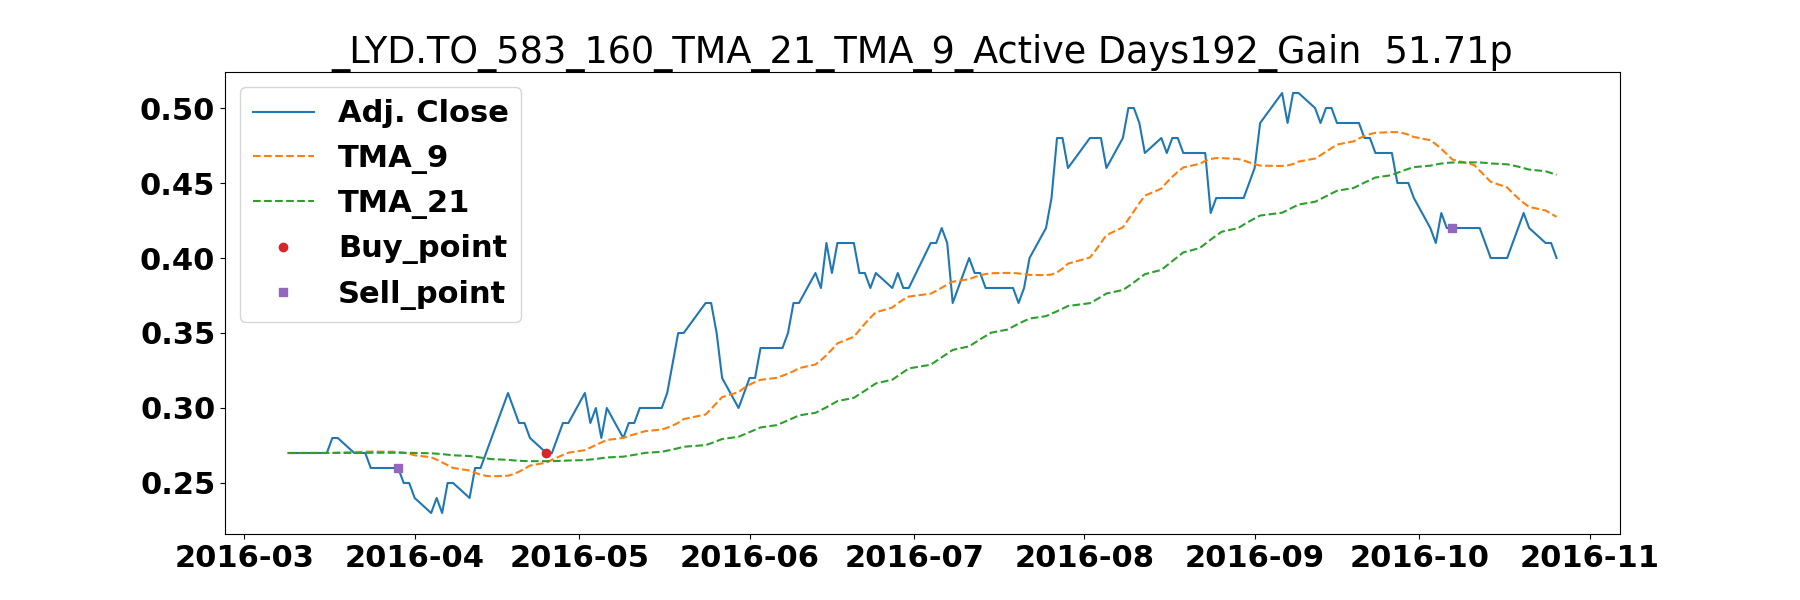 _LYD.TO_583_160_TMA_21_TMA_9_Active Days192_Gain  51.71p
Adj. Close
TMA_9
TMA_21
Buy_point
Sell_point
0.50
0.45
0.40
0.35
0.30
0.25
2016-03 2016-04 2016-05 2016-06 2016-07 2016-08 2016-09 2016-10 2016-11